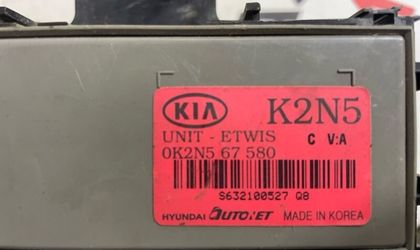 KIA K2N5
UNIT - ETWIS C V:A
0K2N5 67 580
S632100527 Q8
HYUNDAI AUTONET MADE IN KOREA